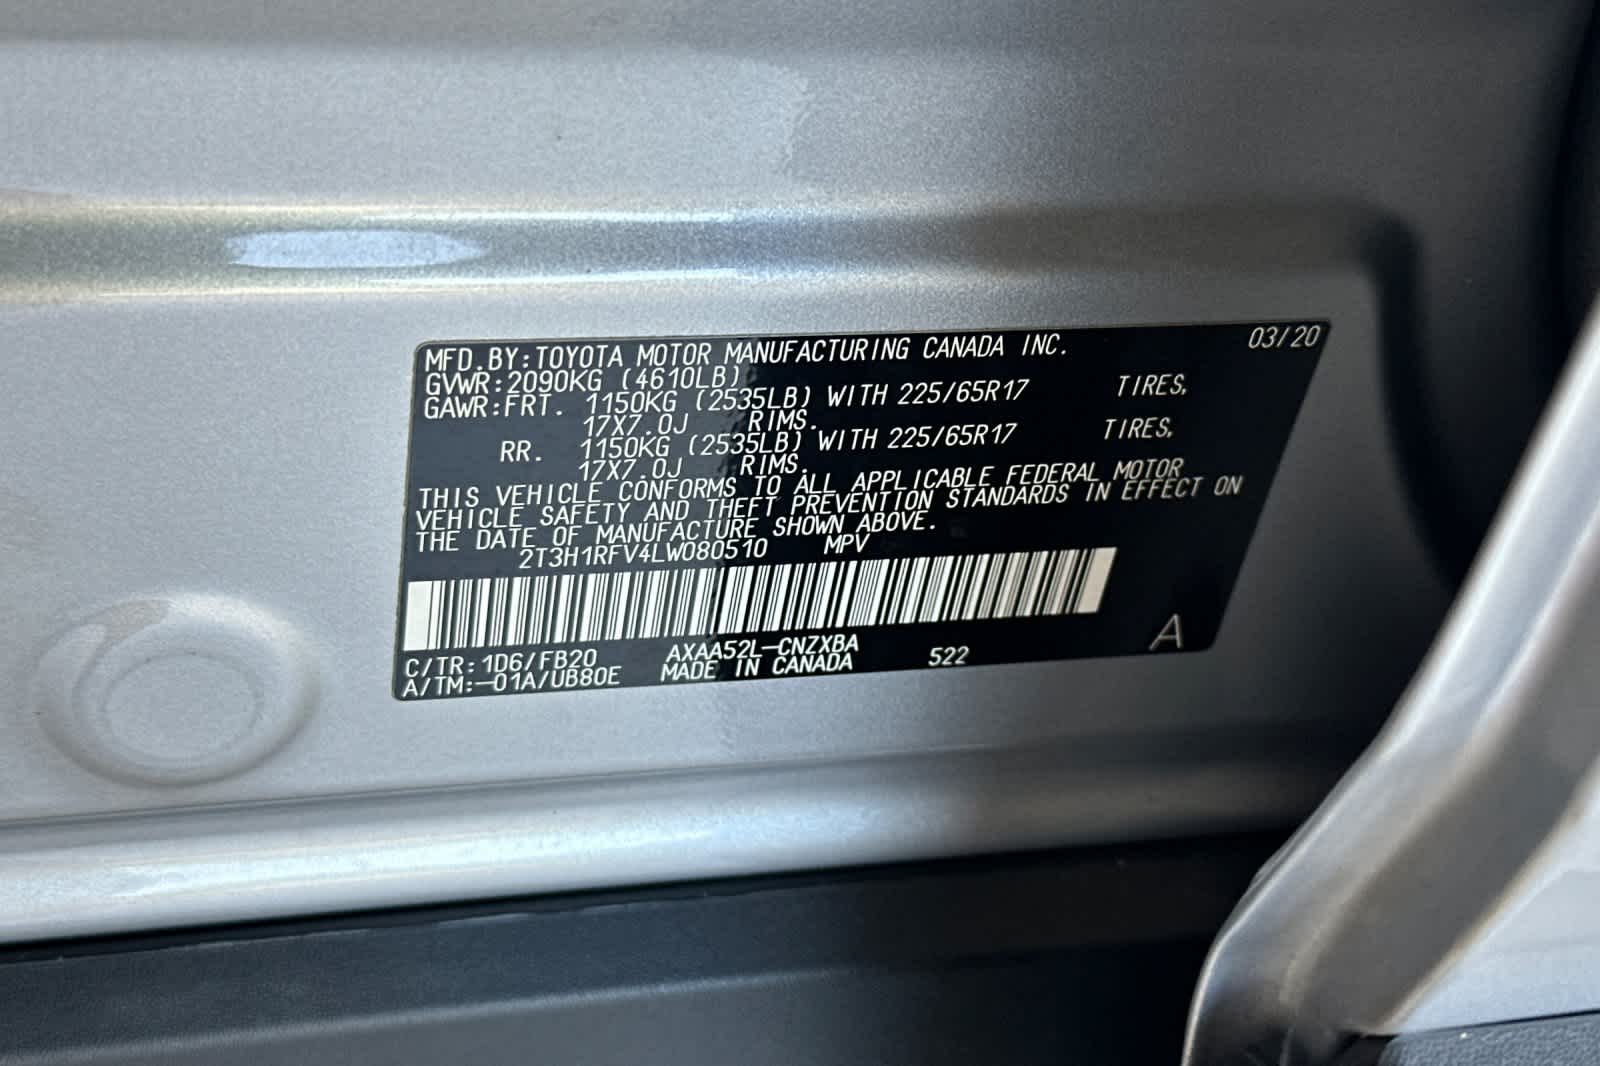 03/20
MFD.BY:TOYOTA MOTOR MANUFACTURING CANADA INC.
GVWR:2090KG (4610LB)
GAWR:FRT. 1150KG (2535LB) WITH 225/65R17 TIRES,
17X7.0J RIMS.
RR. 1150KG (2535LB) WITH 225/65R17 TIRES,
17X7.0J RIMS.
THIS VEHICLE CONFORMS TO ALL APPLICABLE FEDERAL MOTOR
VEHICLE SAFETY AND THEFT PREVENTION STANDARDS IN EFFECT ON
THE DATE OF MANUFACTURE SHOWN ABOVE.
2T3H1RFV4LW080510 MPV
C/TR:1D6/FB20 AXAA52L-CNZXBA 522 A
A/TM:-01A/UB80E MADE IN CANADA